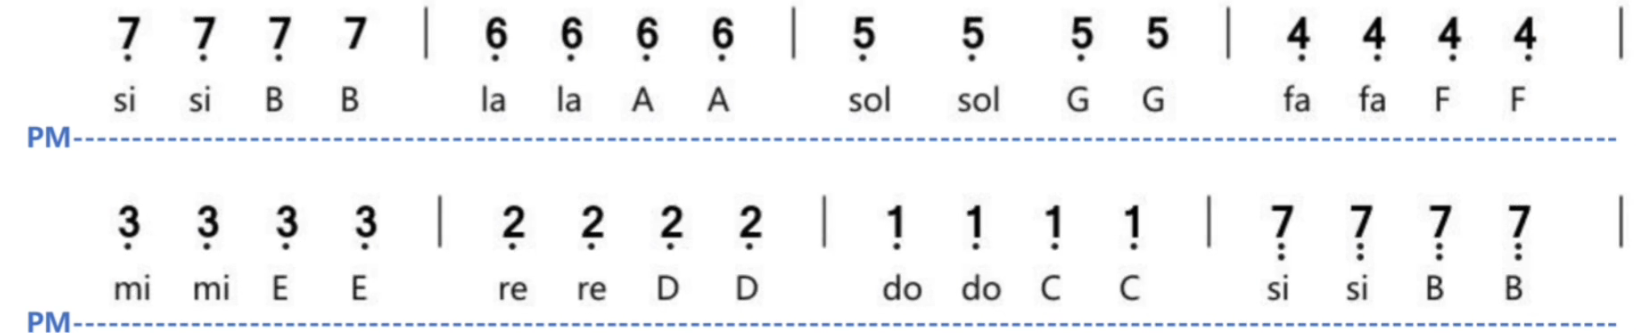 7̣ 7̣ 7̣ 7 | 6̣ 6̣ 6̣ 6̣ | 5̣ 5̣ 5̣ 5 | 4̣ 4̣ 4̣ 4̣ |
si si B B la la A A sol sol G G fa fa F F
PM
3̣ 3̣ 3̣ 3̣ | 2̣ 2̣ 2̣ 2̣ | 1̣ 1̣ 1̣ 1̣ | 7̣̣ 7̣̣ 7̣̣ 7̣̣ |
mi mi E E re re D D do do C C si si B B
PM